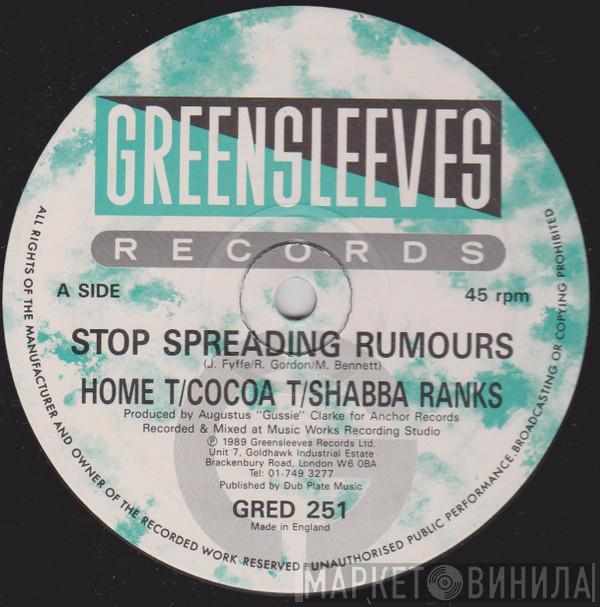 GREENSLEEVES
RECORDS
A SIDE
45 rpm
STOP SPREADING RUMOURS
(J. Fyffe/R. Gordon/M. Bennett)
HOME T/COCOA T/SHABBA RANKS
Produced by Augustus "Gussie" Clarke for Anchor Records
Recorded & Mixed at Music Works Recording Studio
℗ 1989 Greensleeves Records Ltd.
Unit 7, Goldhawk Industrial Estate
Brackenbury Road, London W6 0BA
Tel: 01-749 3277
Published by Dub Plate Music
GRED 251
Made in England
ALL RIGHTS OF THE MANUFACTURER AND OWNER OF THE RECORDED WORK RESERVED : UNAUTHORISED PUBLIC PERFORMANCE, BROADCASTING OR COPYING PROHIBITED
МАРКЕТ ВИНИЛА